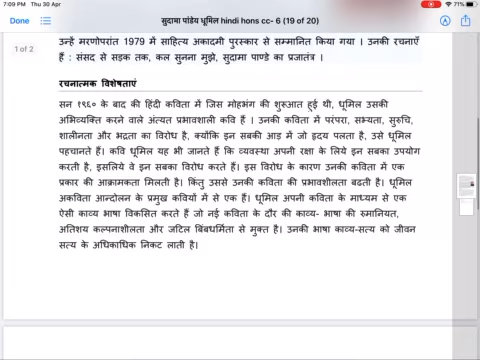 7:09 PM Thu 30 Apr
71%
Done
सुदामा पांडेय धूमिल hindi hons cc- 6 (19 of 20)
1 of 2
उन्हें मरणोपरांत 1979 में साहित्य अकादमी पुरस्कार से सम्मानित किया गया । उनकी रचनाएँ
हैं : संसद से सड़क तक, कल सुनना मुझे, सुदामा पाण्डे का प्रजातंत्र ।
रचनात्मक विशेषताएं
सन १९६० के बाद की हिंदी कविता में जिस मोहभंग की शुरूआत हुई थी, धूमिल उसकी
अभिव्यक्ति करने वाले अंत्यत प्रभावशाली कवि हैं । उनकी कविता में परंपरा, सभ्यता, सुरुचि,
शालीनता और भद्रता का विरोध है, क्योंकि इन सबकी आड़ में जो हृदय पलता है, उसे धूमिल
पहचानते हैं। कवि धूमिल यह भी जानते हैं कि व्यवस्था अपनी रक्षा के लिये इन सबका उपयोग
करती है, इसलिये वे इन सबका विरोध करते हैं। इस विरोध के कारण उनकी कविता में एक
प्रकार की आक्रामकता मिलती है। किंतु उससे उनकी कविता की प्रभावशीलता बढती है। धूमिल
अकविता आन्दोलन के प्रमुख कवियों में से एक हैं। धूमिल अपनी कविता के माध्यम से एक
ऐसी काव्य भाषा विकसित करते हैं जो नई कविता के दौर की काव्य- भाषा की रुमानियत,
अतिशय कल्पनाशीलता और जटिल बिंबधर्मिता से मुक्त है। उनकी भाषा काव्य-सत्य को जीवन
सत्य के अधिकाधिक निकट लाती है।